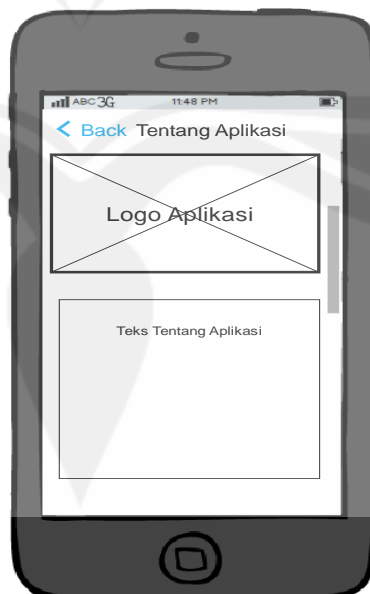 ABC 3G 11:48 PM
Back Tentang Aplikasi
Logo Aplikasi
Teks Tentang Aplikasi